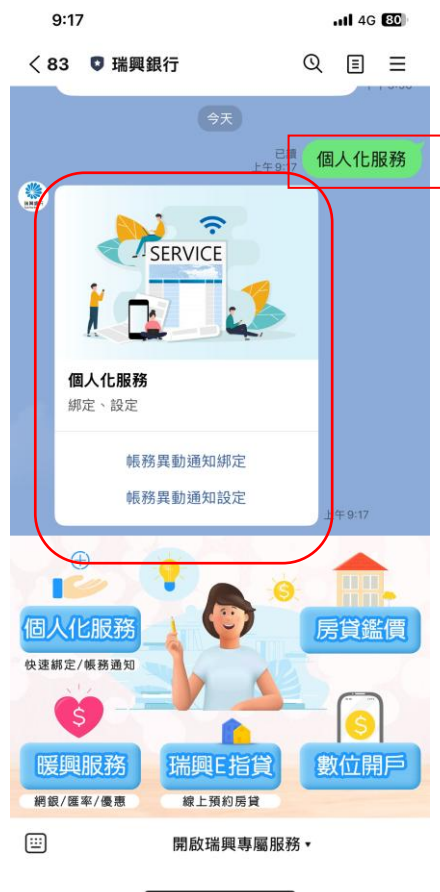 9:17
4G 80
83 瑞興銀行
今天
已讀
上午 9:17
個人化服務
SERVICE
個人化服務
綁定、設定
帳務異動通知綁定
帳務異動通知設定
上午 9:17
個人化服務
快速綁定/帳務通知
房貸鑑價
暖興服務
網銀/匯率/優惠
瑞興E指貸
線上預約房貸
數位開戶
開啟瑞興專屬服務▾